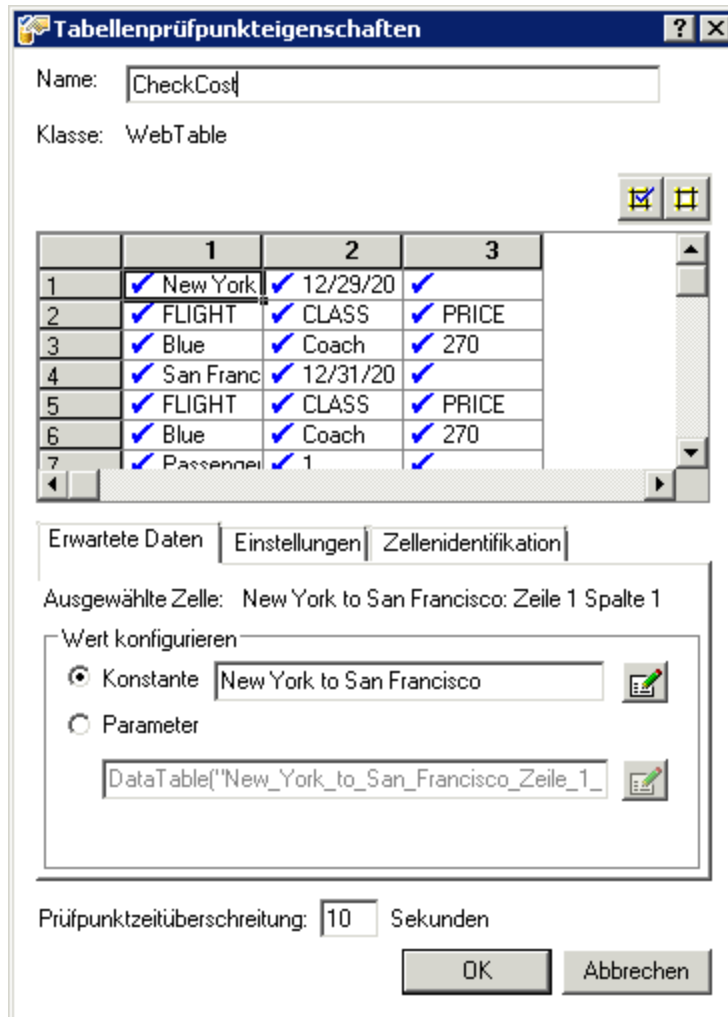 Tabellenprüfpunkteigenschaften
Name: CheckCost
Klasse: WebTable
1 2 3
1 New York 12/29/20
2 FLIGHT CLASS PRICE
3 Blue Coach 270
4 San Franc 12/31/20
5 FLIGHT CLASS PRICE
6 Blue Coach 270
7 Passenger 1
Erwartete Daten Einstellungen Zellenidentifikation
Ausgewählte Zelle: New York to San Francisco: Zeile 1 Spalte 1
Wert konfigurieren
Konstante New York to San Francisco
Parameter
DataTable("New_York_to_San_Francisco_Zeile_1_
Prüfpunktzeitüberschreitung: 10 Sekunden
OK Abbrechen